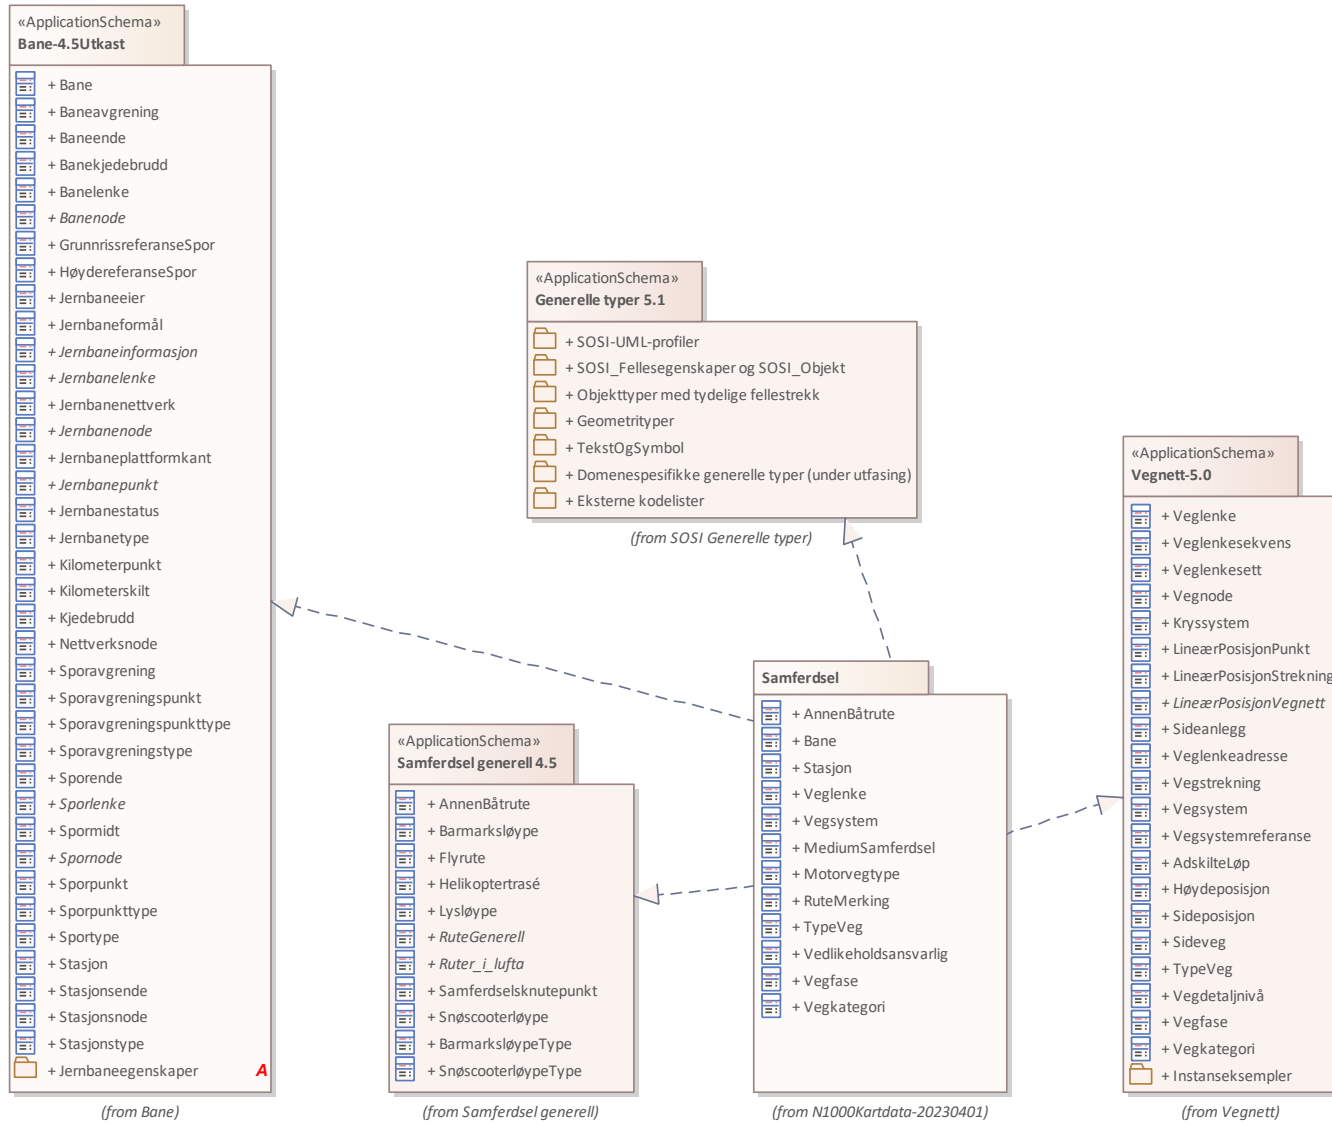 «ApplicationSchema»
Bane-4.5Utkast
+ Bane
+ Baneavgrening
+ Baneende
+ Banekjedebrudd
+ Banelenke
+ Banenode
+ GrunnrissreferanseSpor
+ HøydereferanseSpor
+ Jernbaneeier
+ Jernbaneformål
+ Jernbaneinformasjon
+ Jernbanelenke
+ Jernbanenettverk
+ Jernbanenode
+ Jernbaneplattformkant
+ Jernbanepunkt
+ Jernbanestatus
+ Jernbanetype
+ Kilometerpunkt
+ Kilometerskilt
+ Kjedebrudd
+ Nettverksnode
+ Sporavgrening
+ Sporavgreningspunkt
+ Sporavgreningspunkttype
+ Sporavgreningstype
+ Sporende
+ Sporlenke
+ Spormidt
+ Spornode
+ Sporpunkt
+ Sporpunkttype
+ Sportype
+ Stasjon
+ Stasjonsende
+ Stasjonsnode
+ Stasjonstype
+ Jernbaneegenskaper A
(from Bane)
«ApplicationSchema»
Generelle typer 5.1
+ SOSI-UML-profiler
+ SOSI_Fellesegenskaper og SOSI_Objekt
+ Objekttyper med tydelige fellestrekk
+ Geometrityper
+ TekstOgSymbol
+ Domenespesifikke generelle typer (under utfasing)
+ Eksterne kodelister
(from SOSI Generelle typer)
«ApplicationSchema»
Samferdsel generell 4.5
+ AnnenBåtrute
+ Barmarksløype
+ Flyrute
+ Helikoptertrasé
+ Lysløype
+ RuteGenerell
+ Ruter_i_lufta
+ Samferdselsknutepunkt
+ Snøscooterløype
+ BarmarksløypeType
+ SnøscooterløypeType
(from Samferdsel generell)
Samferdsel
+ AnnenBåtrute
+ Bane
+ Stasjon
+ Veglenke
+ Vegsystem
+ MediumSamferdsel
+ Motorvegtype
+ RuteMerking
+ TypeVeg
+ Vedlikeholdsansvarlig
+ Vegfase
+ Vegkategori
(from N1000Kartdata-20230401)
«ApplicationSchema»
Vegnett-5.0
+ Veglenke
+ Veglenkesekvens
+ Veglenkesett
+ Vegnode
+ Kryssystem
+ LineærPosisjonPunkt
+ LineærPosisjonStrekning
+ LineærPosisjonVegnett
+ Sideanlegg
+ Veglenkeadresse
+ Vegstrekning
+ Vegsystem
+ Vegsystemreferanse
+ AdskilteLøp
+ Høydeposisjon
+ Sideposisjon
+ Sideveg
+ TypeVeg
+ Vegdetaljnivå
+ Vegfase
+ Vegkategori
+ Instanseksempler
(from Vegnett)